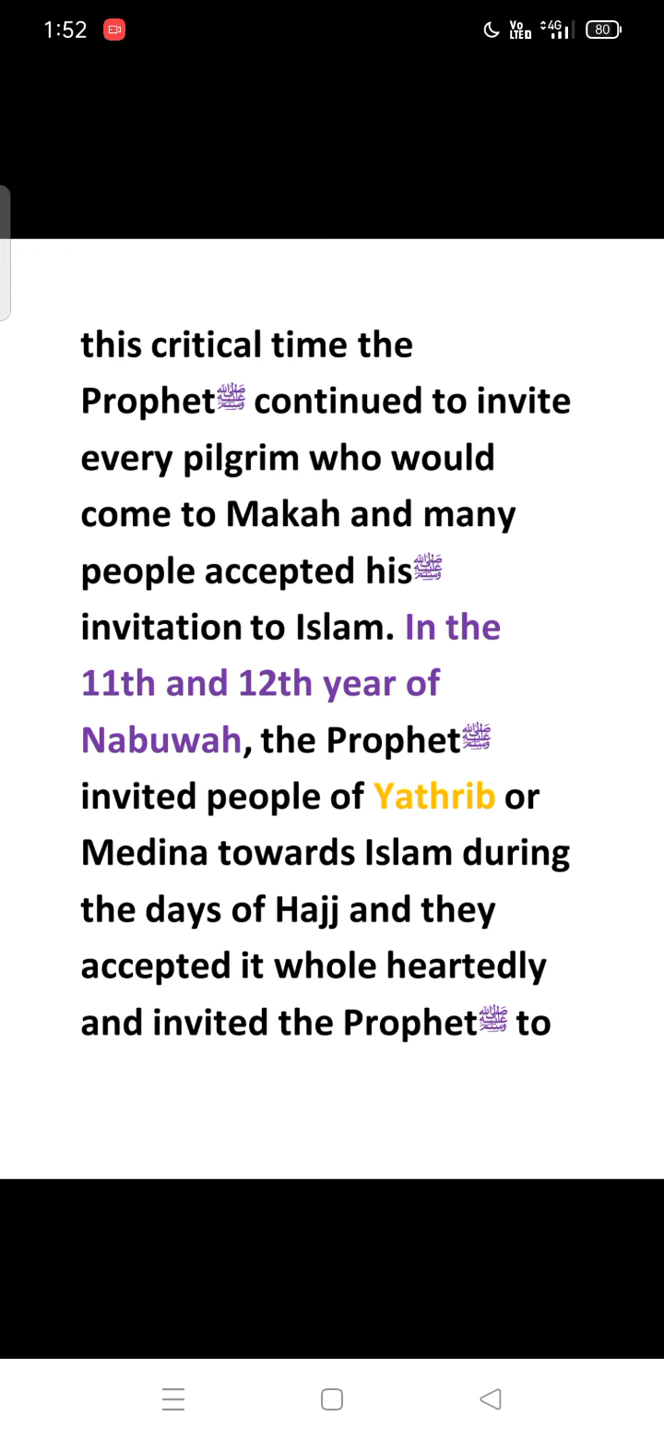 1:52
Vo LTED 4G 80
this critical time the
Prophetﷺ continued to invite
every pilgrim who would
come to Makah and many
people accepted hisﷺ
invitation to Islam. In the
11th and 12th year of
Nabuwah, the Prophetﷺ
invited people of Yathrib or
Medina towards Islam during
the days of Hajj and they
accepted it whole heartedly
and invited the Prophetﷺ to